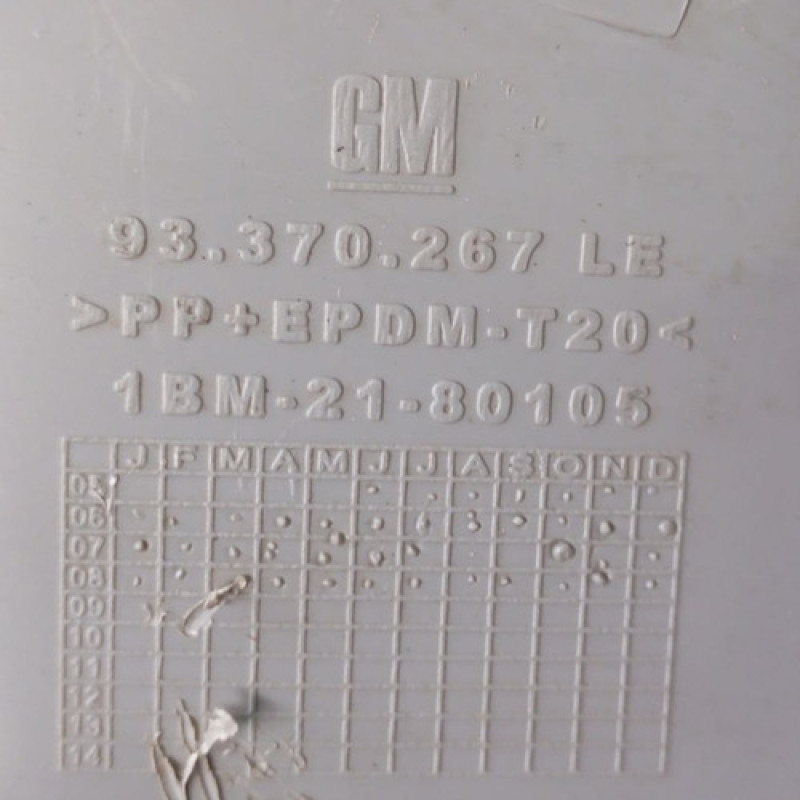 GM
93.370.267 LE
>PP+EPDM-T20<
1BM-21-80105
J F M A M J J A S O N D
05
06
07
08
09
10
11
12
13
14